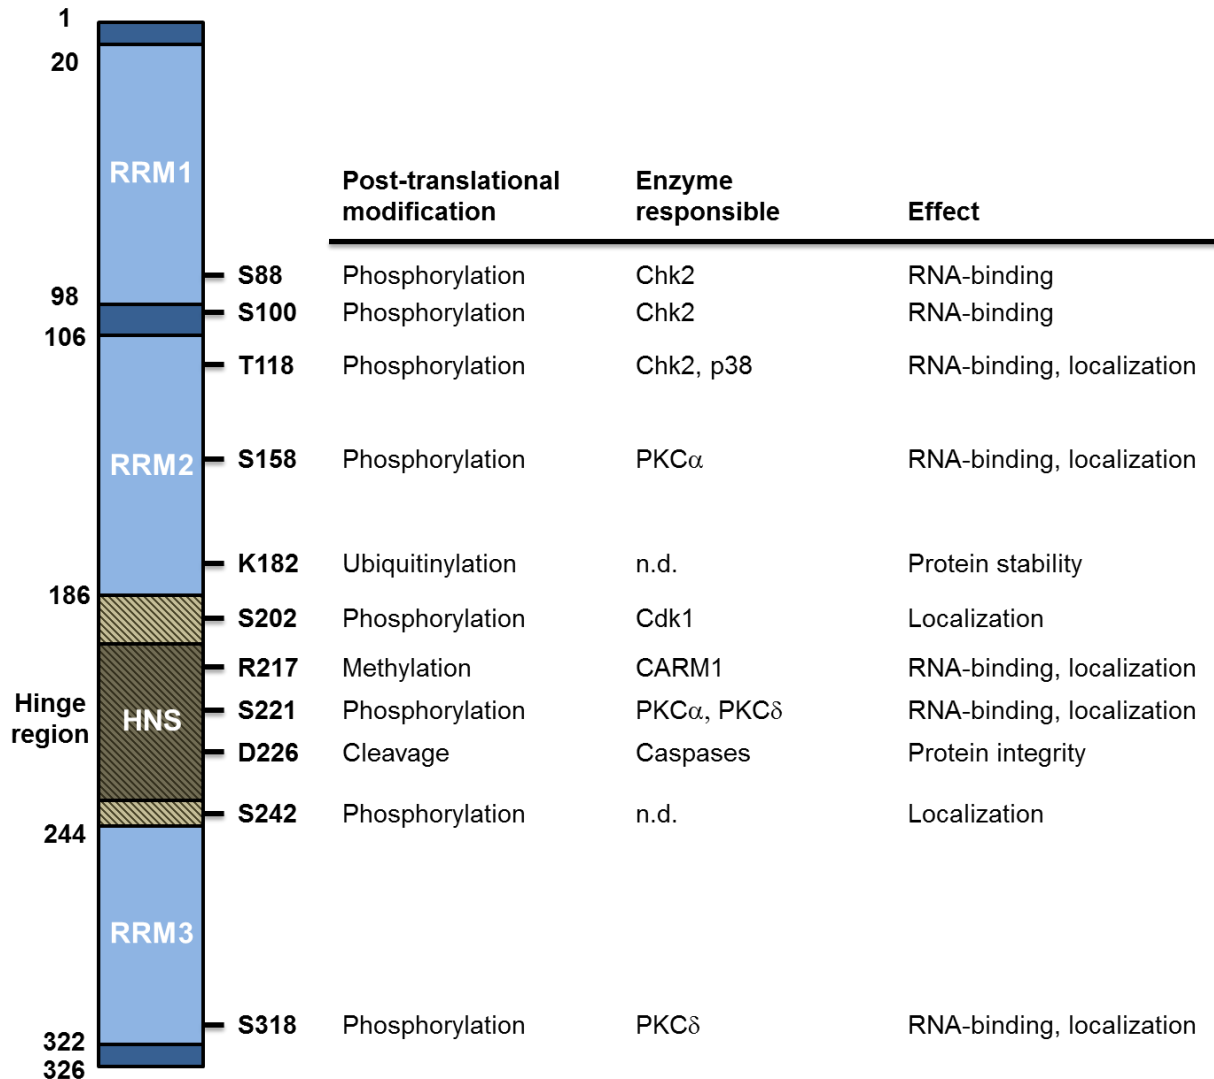 1
20
RRM1
Post-translational modification Enzyme responsible Effect
S88 Phosphorylation Chk2 RNA-binding
98
S100 Phosphorylation Chk2 RNA-binding
106
T118 Phosphorylation Chk2, p38 RNA-binding, localization
RRM2
S158 Phosphorylation PKCα RNA-binding, localization
K182 Ubiquitinylation n.d. Protein stability
186
S202 Phosphorylation Cdk1 Localization
R217 Methylation CARM1 RNA-binding, localization
Hinge region
HNS
S221 Phosphorylation PKCα, PKCδ RNA-binding, localization
D226 Cleavage Caspases Protein integrity
S242 Phosphorylation n.d. Localization
244
RRM3
S318 Phosphorylation PKCδ RNA-binding, localization
322
326